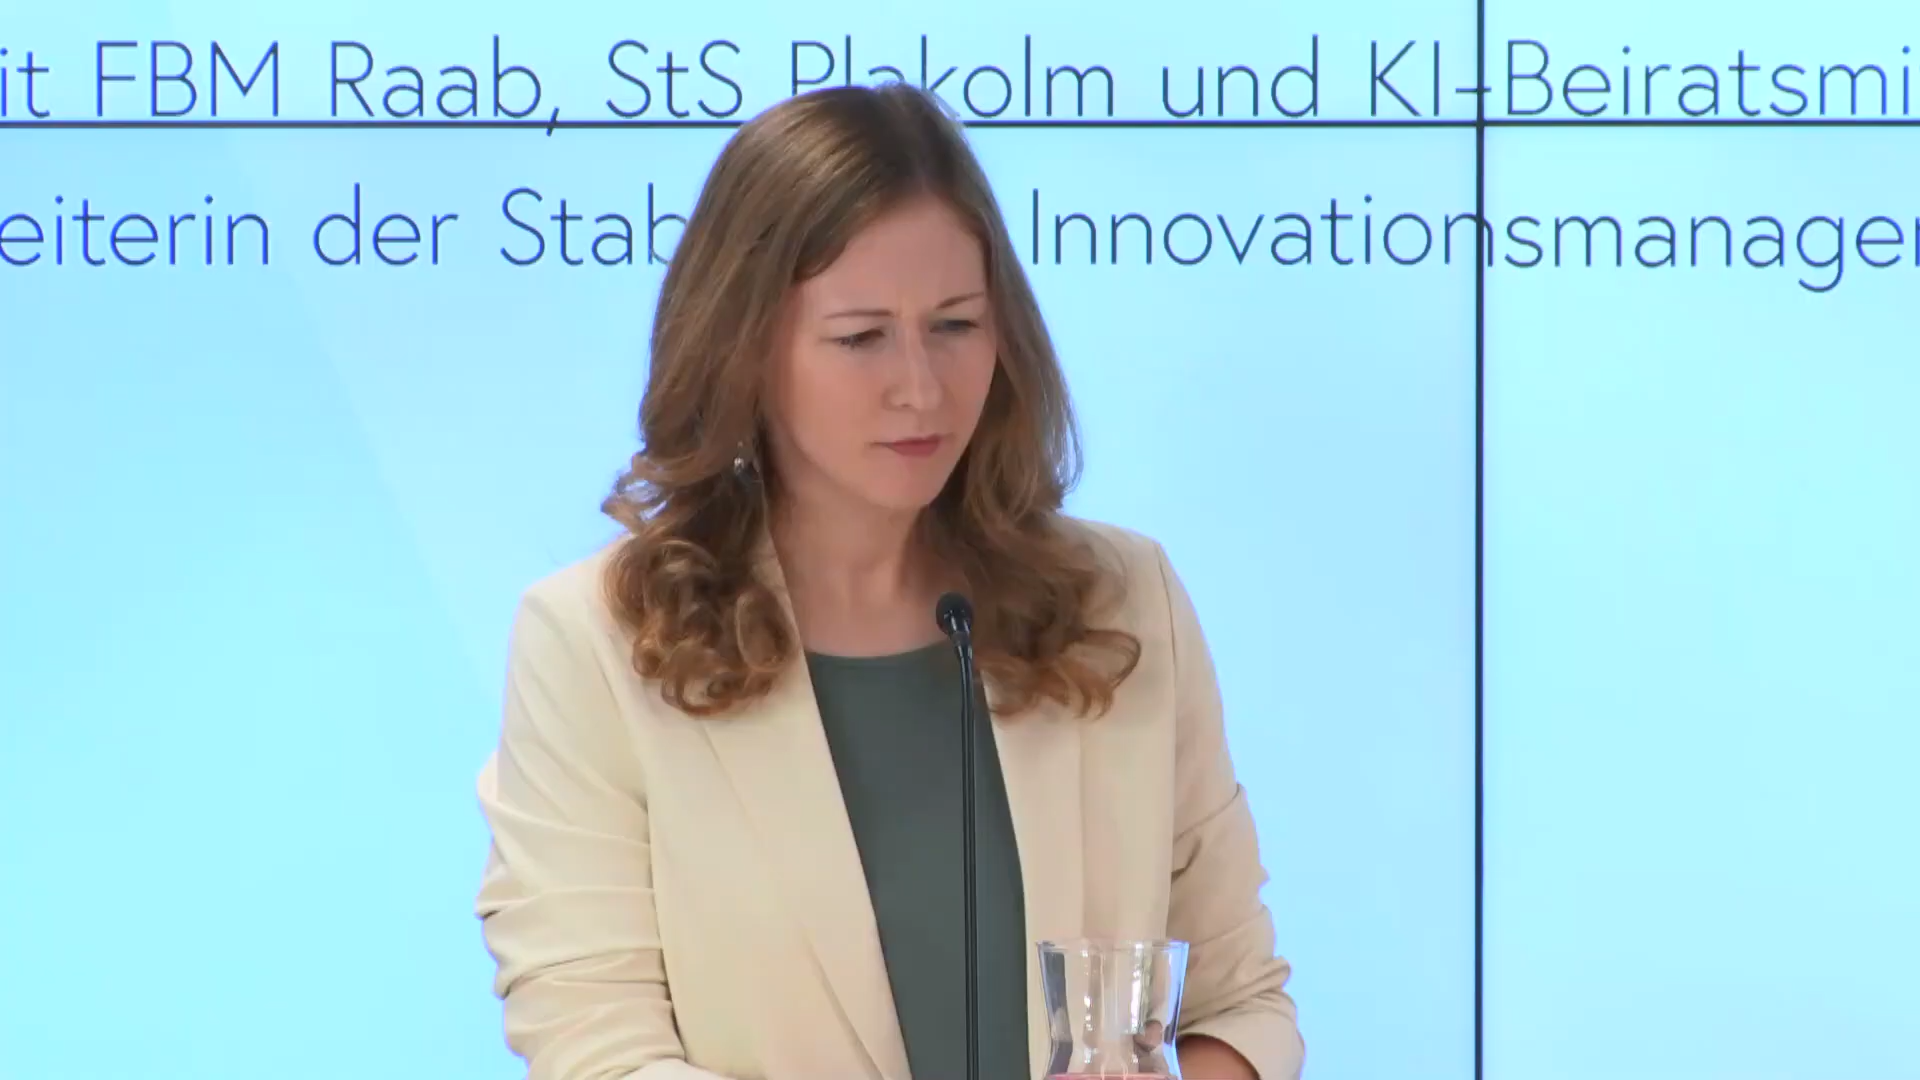 it FBM Raab, StS Plakolm und KI-Beiratsmi
eiterin der Stab Innovationsmanager